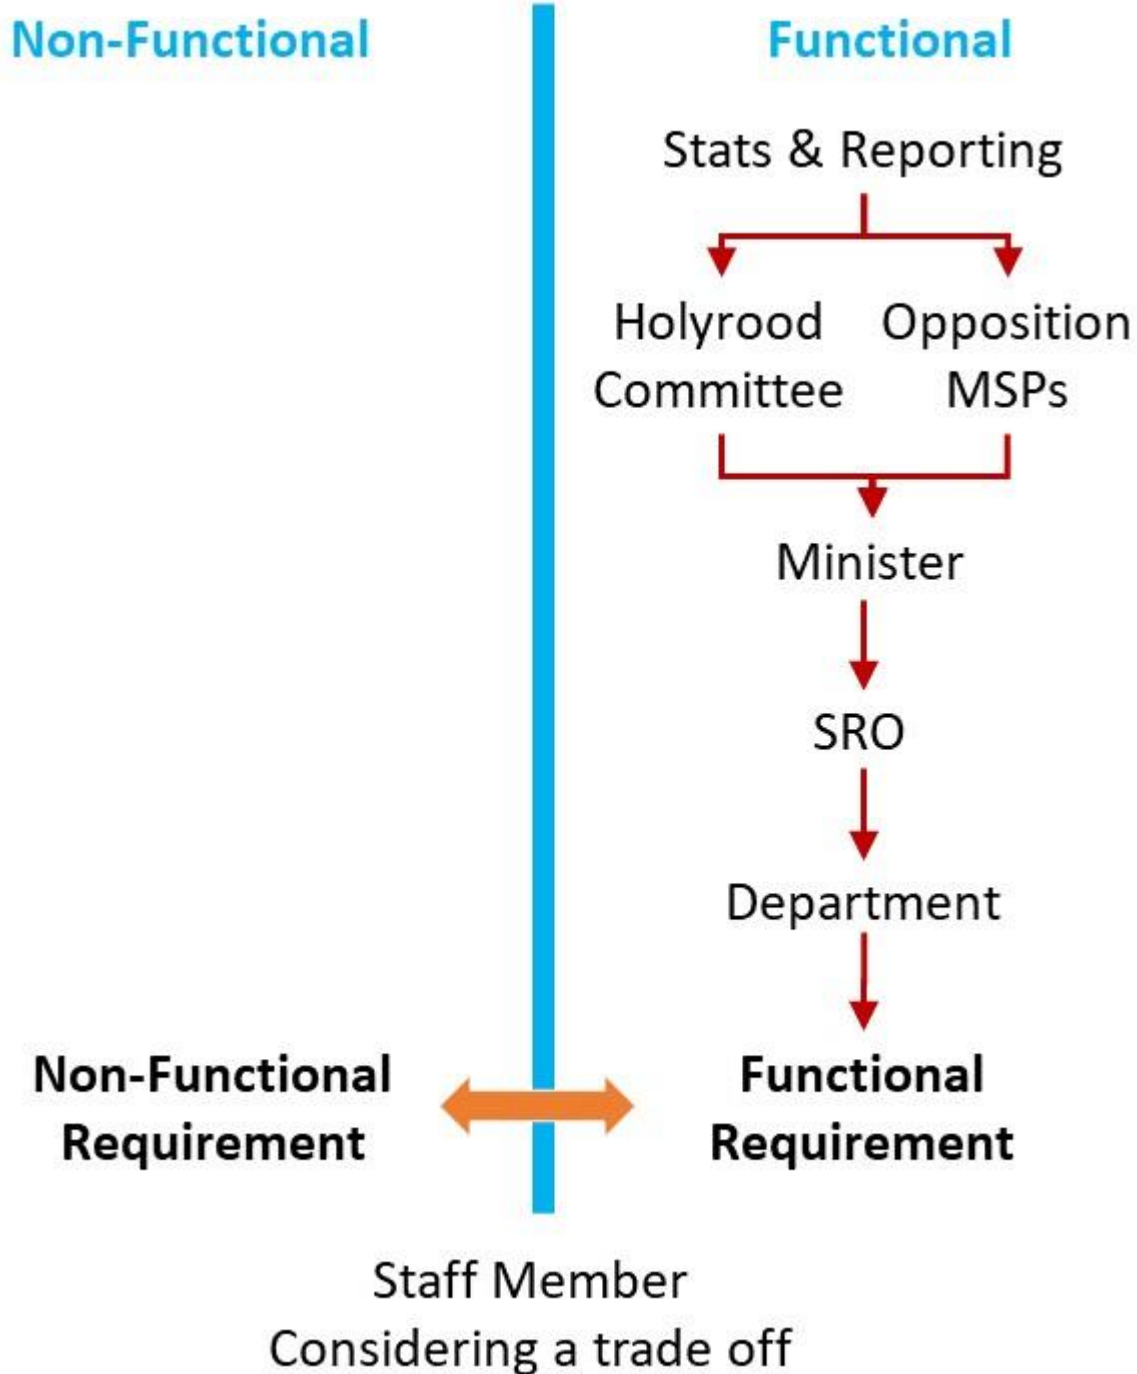 Non-Functional
Functional
Stats & Reporting
Holyrood
Committee
Opposition
MSPs
Minister
SRO
Department
Non-Functional
Requirement
Functional
Requirement
Staff Member
Considering a trade off